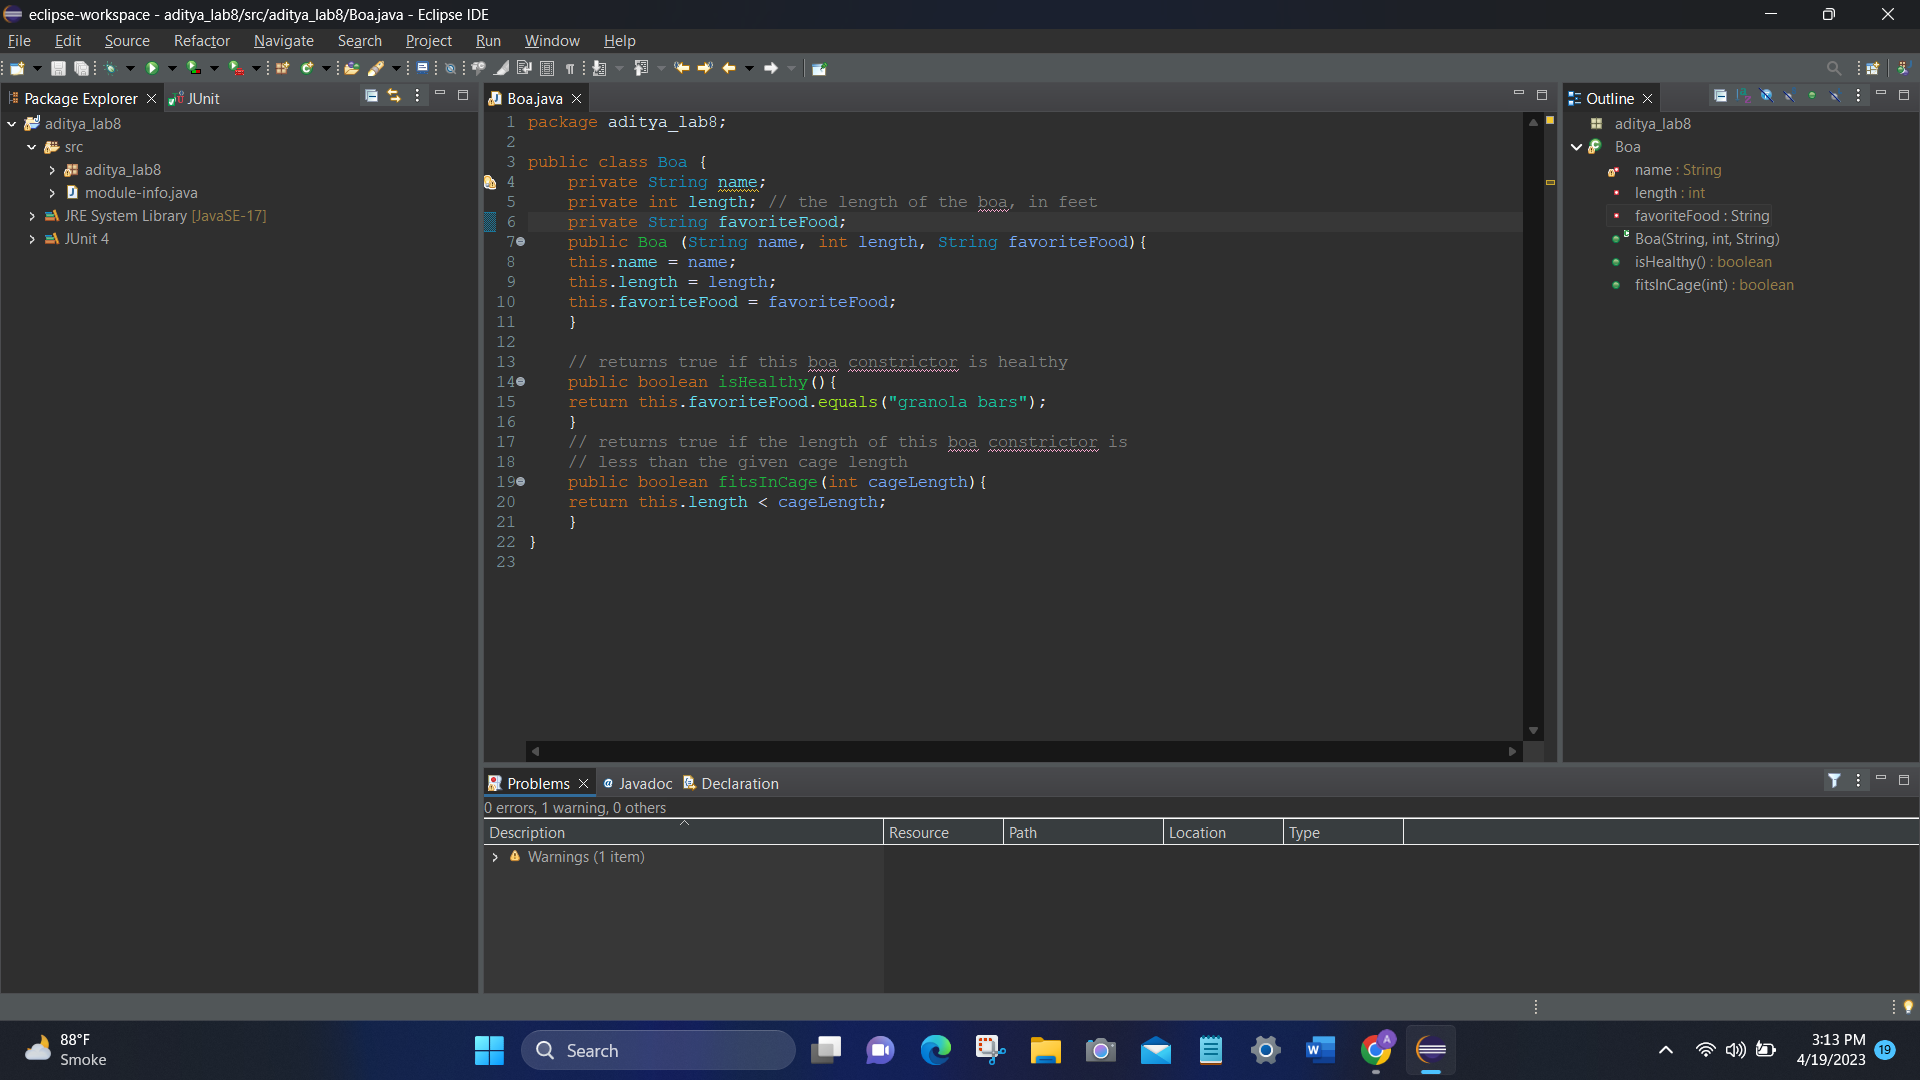 eclipse-workspace - aditya_lab8/src/aditya_lab8/Boa.java - Eclipse IDE
File Edit Source Refactor Navigate Search Project Run Window Help
Package Explorer
JUnit
aditya_lab8
src
aditya_lab8
module-info.java
JRE System Library [JavaSE-17]
JUnit 4
Boa.java
1 package aditya_lab8;
2
3 public class Boa {
4 private String name;
5 private int length; // the length of the boa, in feet
6 private String favoriteFood;
7 public Boa (String name, int length, String favoriteFood){
8 this.name = name;
9 this.length = length;
10 this.favoriteFood = favoriteFood;
11 }
12
13 // returns true if this boa constrictor is healthy
14 public boolean isHealthy(){
15 return this.favoriteFood.equals("granola bars");
16 }
17 // returns true if the length of this boa constrictor is
18 // less than the given cage length
19 public boolean fitsInCage(int cageLength){
20 return this.length < cageLength;
21 }
22 }
23
Outline
aditya_lab8
Boa
name : String
length : int
favoriteFood : String
Boa(String, int, String)
isHealthy() : boolean
fitsInCage(int) : boolean
Problems
Javadoc
Declaration
0 errors, 1 warning, 0 others
Description Resource Path Location Type
Warnings (1 item)
88°F
Smoke
Search
A
3:13 PM
4/19/2023
19